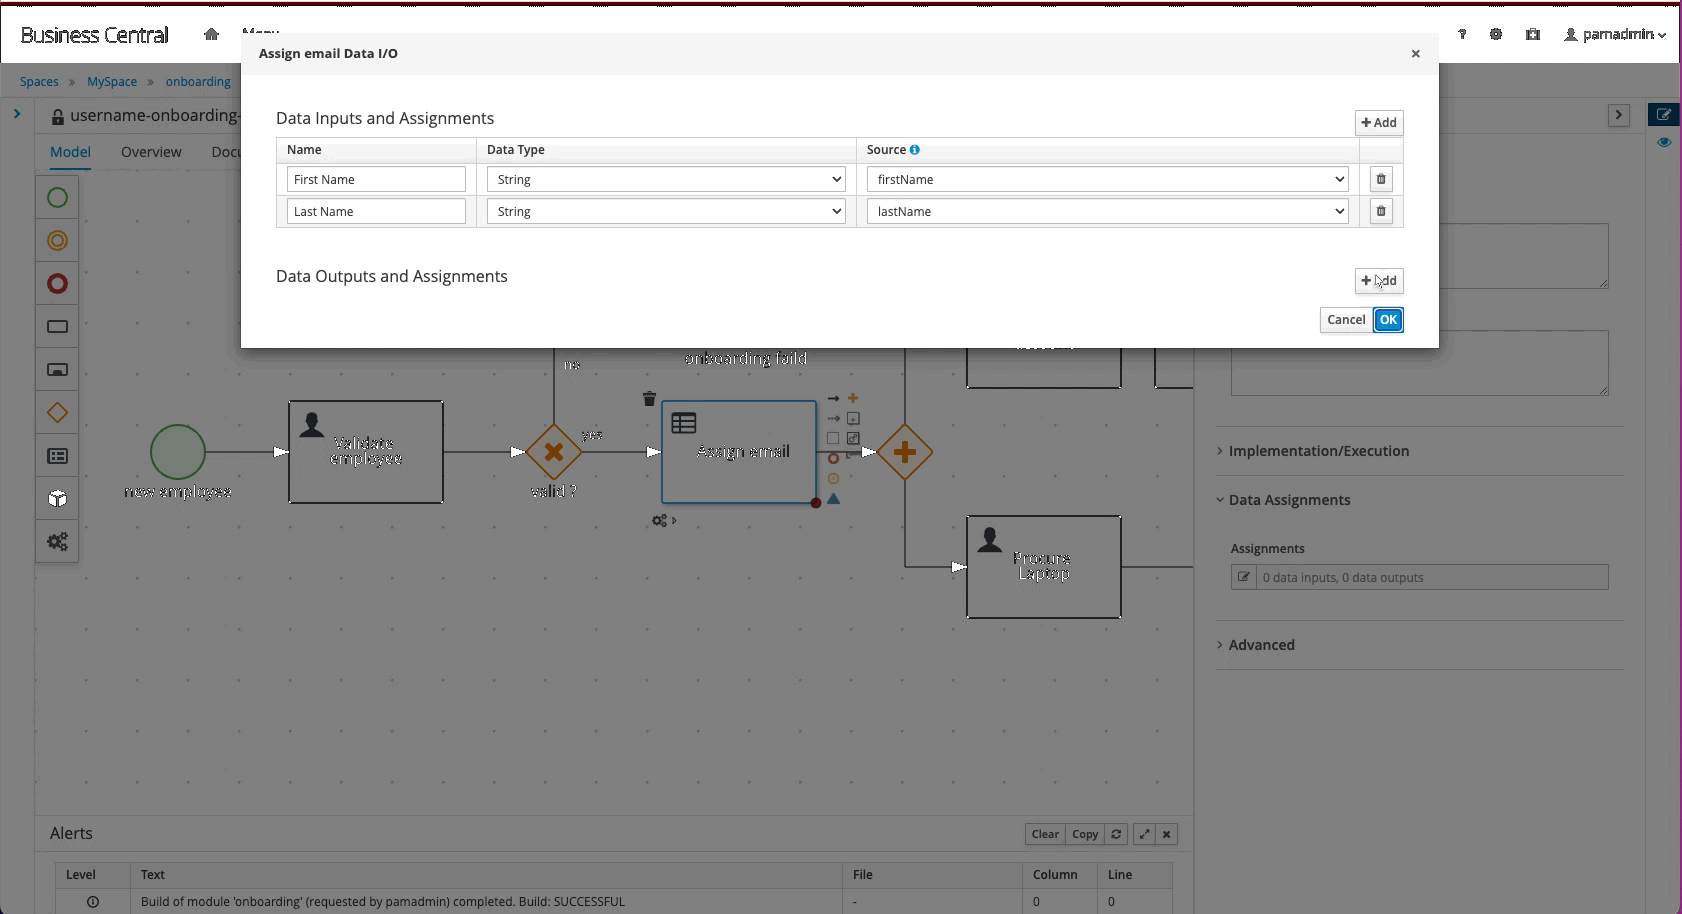 Business Central
Menu
?
pamadmin
Assign email Data I/O
×
Spaces » MySpace » onboarding
username-onboarding-
Model
Overview
Docu
Data Inputs and Assignments
+ Add
Name
Data Type
Source
First Name
String
firstName
Last Name
String
lastName
Data Outputs and Assignments
+ Add
Cancel
OK
no
onboarding faild
yes
new employee
Validate
employee
valid ?
Assign email
Procure
Laptop
Implementation/Execution
Data Assignments
Assignments
0 data inputs, 0 data outputs
Advanced
Alerts
Clear
Copy
Level
Text
File
Column
Line
Build of module 'onboarding' (requested by pamadmin) completed. Build: SUCCESSFUL
-
0
0